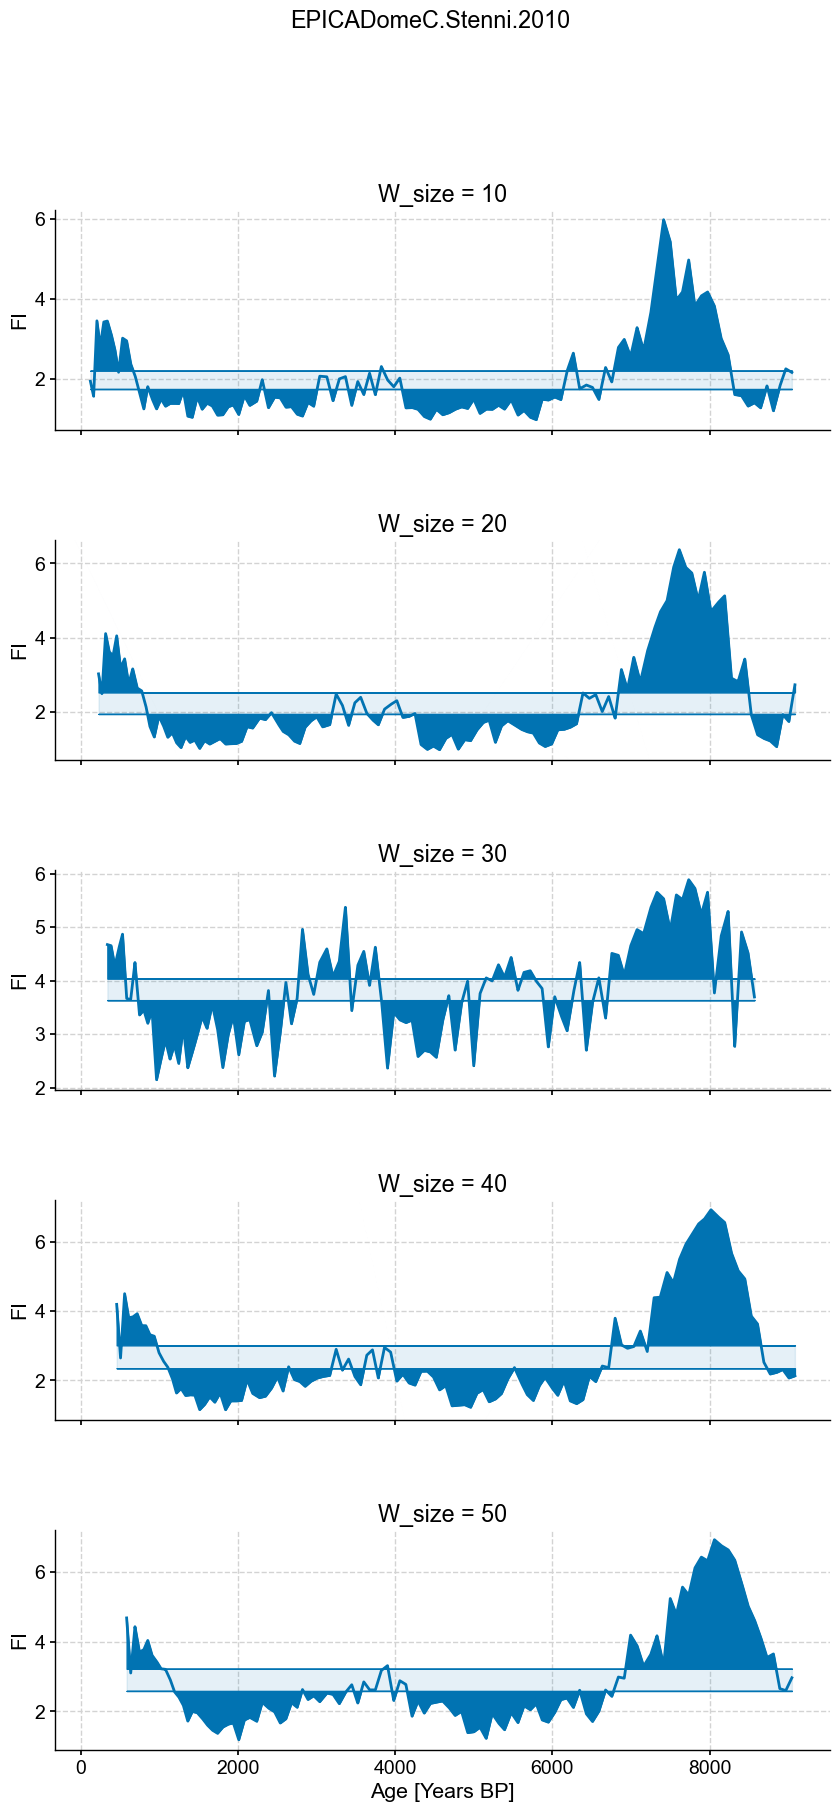 EPICADomeC.Stenni.2010
W_size = 10
6
4
2
FI
W_size = 20
6
4
2
FI
W_size = 30
6
5
4
3
2
FI
W_size = 40
6
4
2
FI
W_size = 50
6
4
2
FI
0 2000 4000 6000 8000
Age [Years BP]